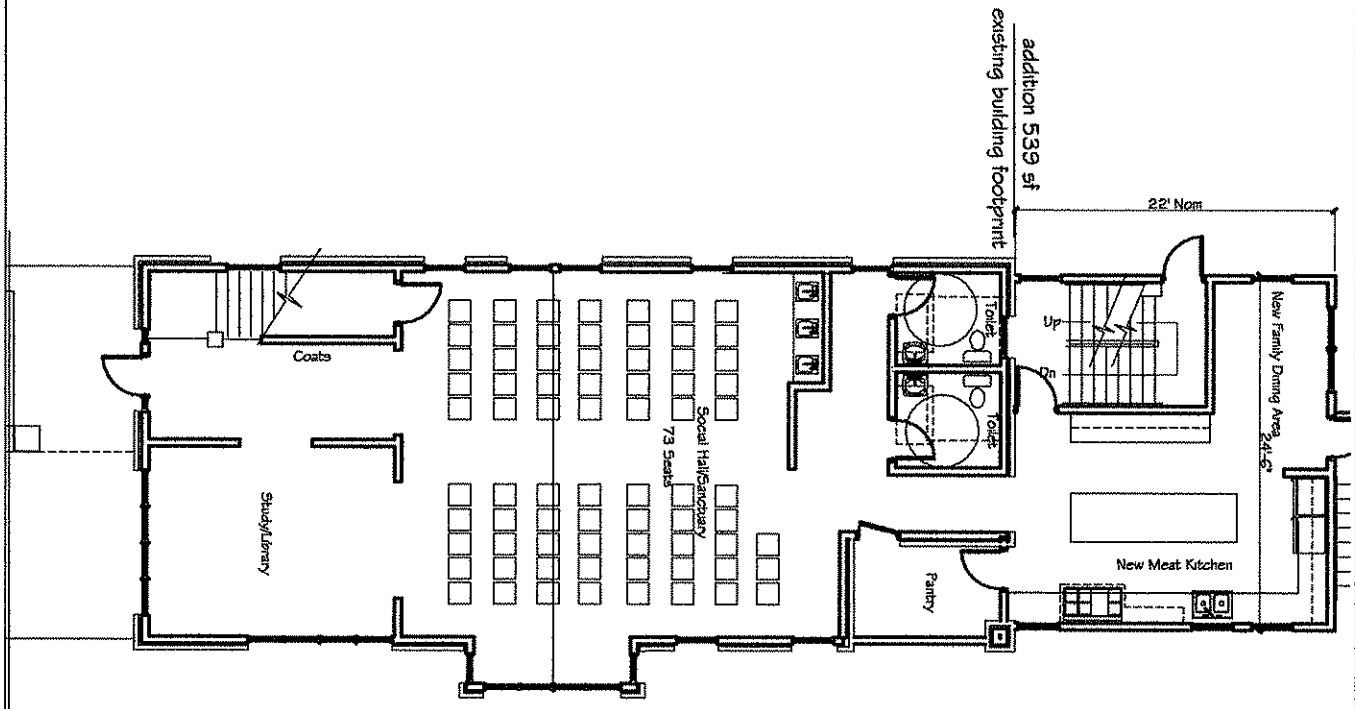 addition 539 sf
existing building footprint
22' Nom
Up
Dn
New Family Dining Area
24'-6"
New Meat Kitchen
Toilet
Toilet
Pantry
Social Hall/Sanctuary
73 Seats
Coats
Study/Library